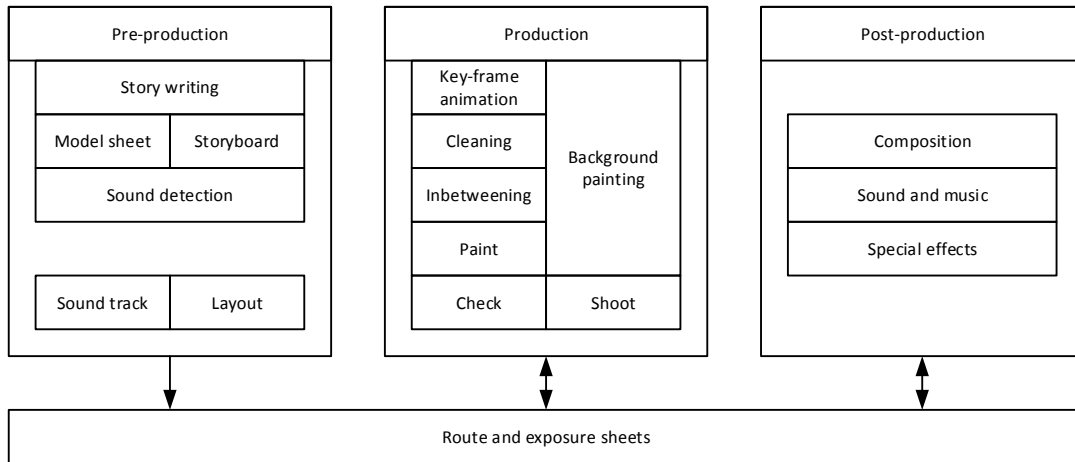 Pre-production
Story writing
Model sheet
Storyboard
Sound detection
Sound track
Layout
Production
Key-frame
animation
Cleaning
Inbetweening
Paint
Background
painting
Check
Shoot
Post-production
Composition
Sound and music
Special effects
Route and exposure sheets